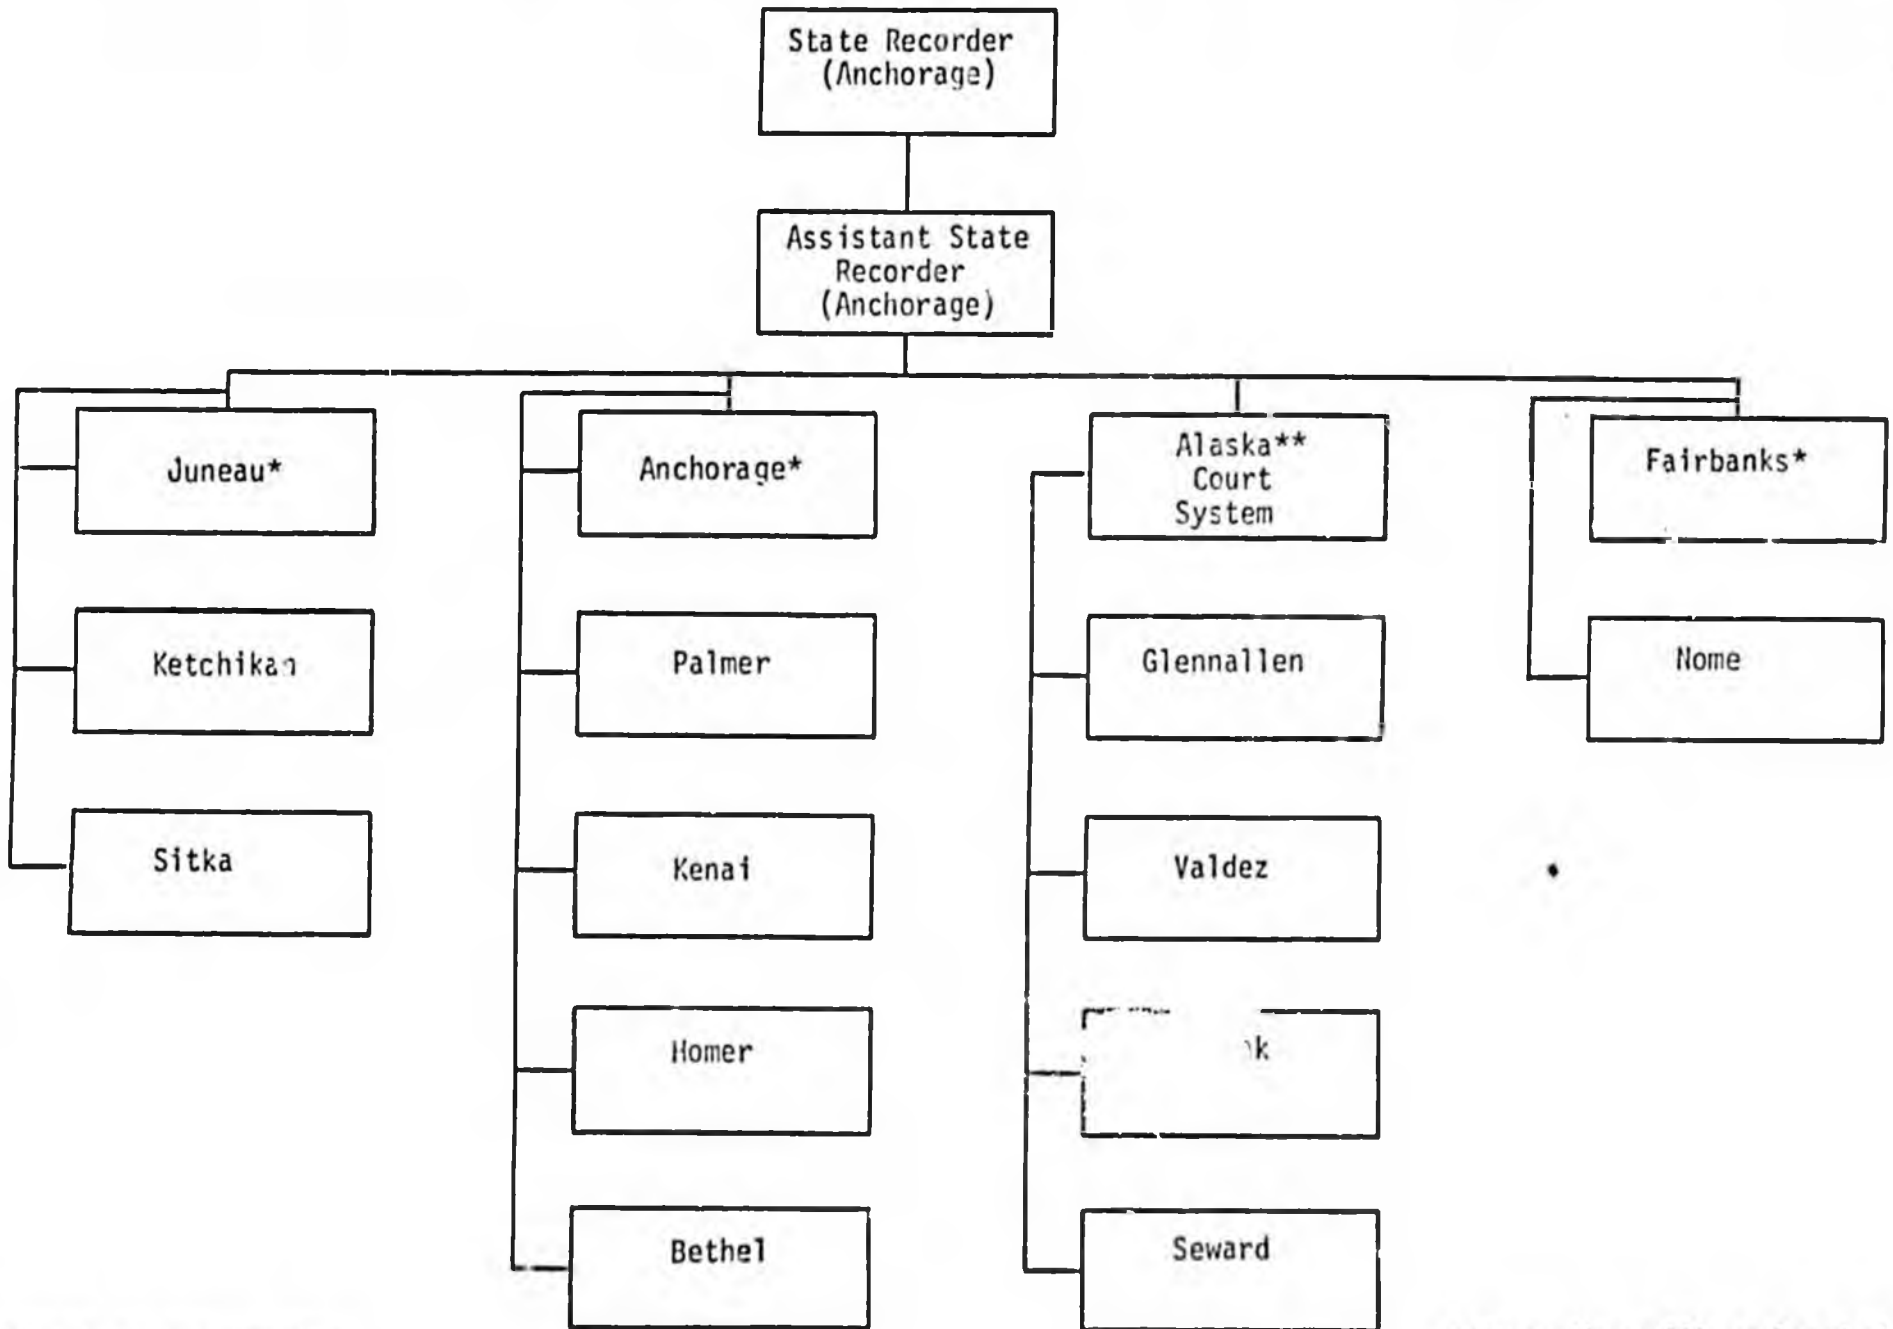 State Recorder
(Anchorage)
Assistant State
Recorder
(Anchorage)
Juneau*
Ketchikan
Sitka
Anchorage*
Palmer
Kenai
Homer
Bethel
Alaska**
Court
System
Glennallen
Valdez
Seward
Fairbanks*
Nome